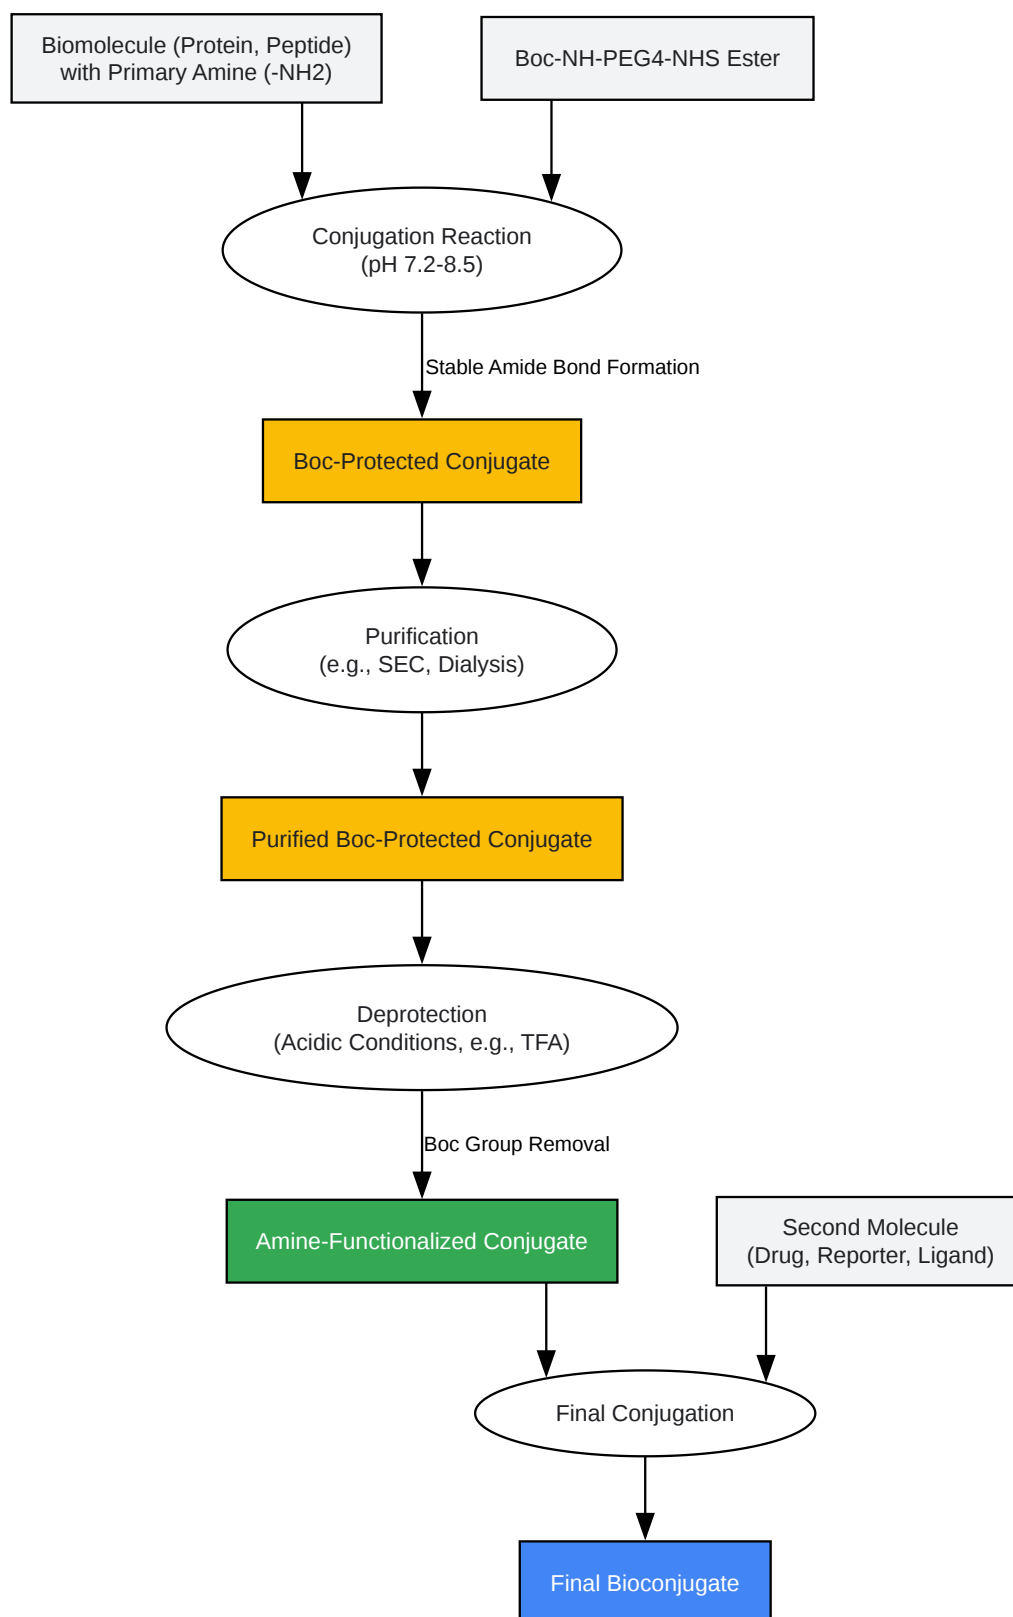 Biomolecule (Protein, Peptide)
with Primary Amine (-NH2)
Boc-NH-PEG4-NHS Ester
Conjugation Reaction
(pH 7.2-8.5)
Stable Amide Bond Formation
Boc-Protected Conjugate
Purification
(e.g., SEC, Dialysis)
Purified Boc-Protected Conjugate
Deprotection
(Acidic Conditions, e.g., TFA)
Boc Group Removal
Amine-Functionalized Conjugate
Second Molecule
(Drug, Reporter, Ligand)
Final Conjugation
Final Bioconjugate